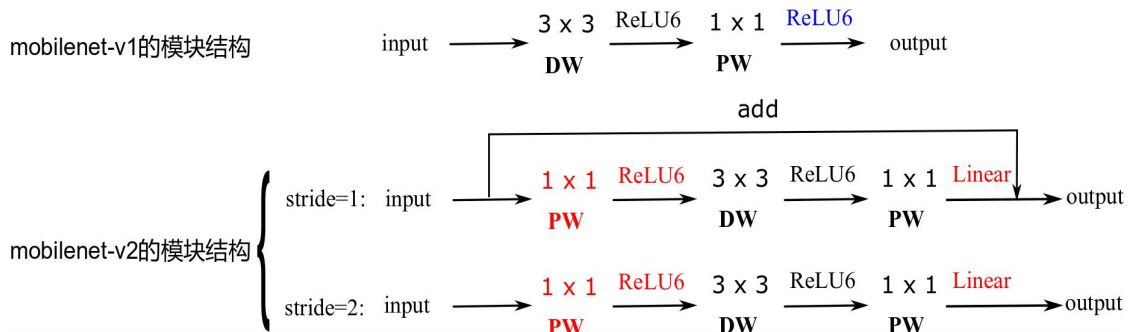 mobilenet-v1的模块结构 input 3 x 3 ReLU6 1 x 1 ReLU6 output
DW PW
add
stride=1: input 1 x 1 ReLU6 3 x 3 ReLU6 1 x 1 Linear output
PW DW PW
mobilenet-v2的模块结构
stride=2: input 1 x 1 ReLU6 3 x 3 ReLU6 1 x 1 Linear output
PW DW PW